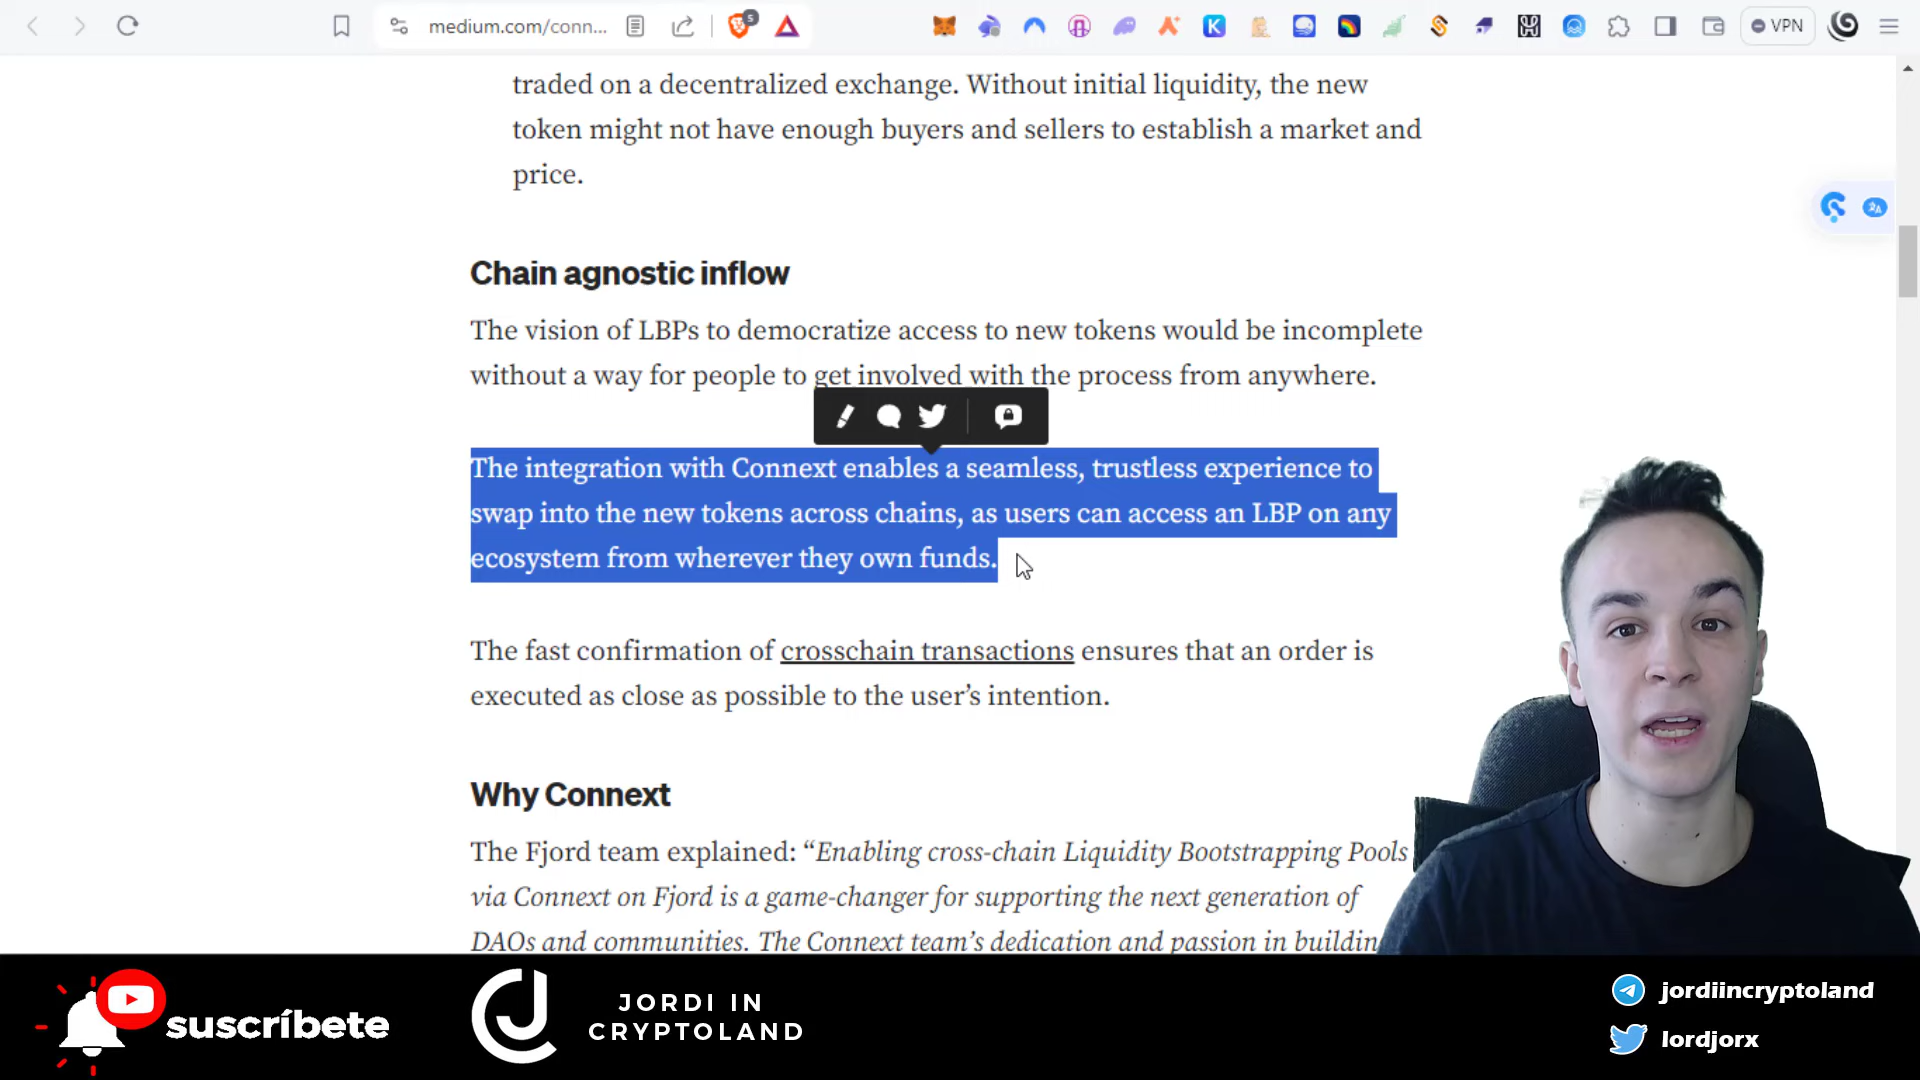 medium.com/conn...
5
VPN
traded on a decentralized exchange. Without initial liquidity, the new
token might not have enough buyers and sellers to establish a market and
price.
Chain agnostic inflow
The vision of LBPs to democratize access to new tokens would be incomplete
without a way for people to get involved with the process from anywhere.
The integration with Connext enables a seamless, trustless experience to
swap into the new tokens across chains, as users can access an LBP on any
ecosystem from wherever they own funds.
The fast confirmation of crosschain transactions ensures that an order is
executed as close as possible to the user’s intention.
Why Connext
The Fjord team explained: “Enabling cross-chain Liquidity Bootstrapping Pools
via Connext on Fjord is a game-changer for supporting the next generation of
DAOs and communities. The Connext team’s dedication and passion in buildin
suscríbete
JORDI IN
CRYPTOLAND
jordiincryptoland
lordjorx